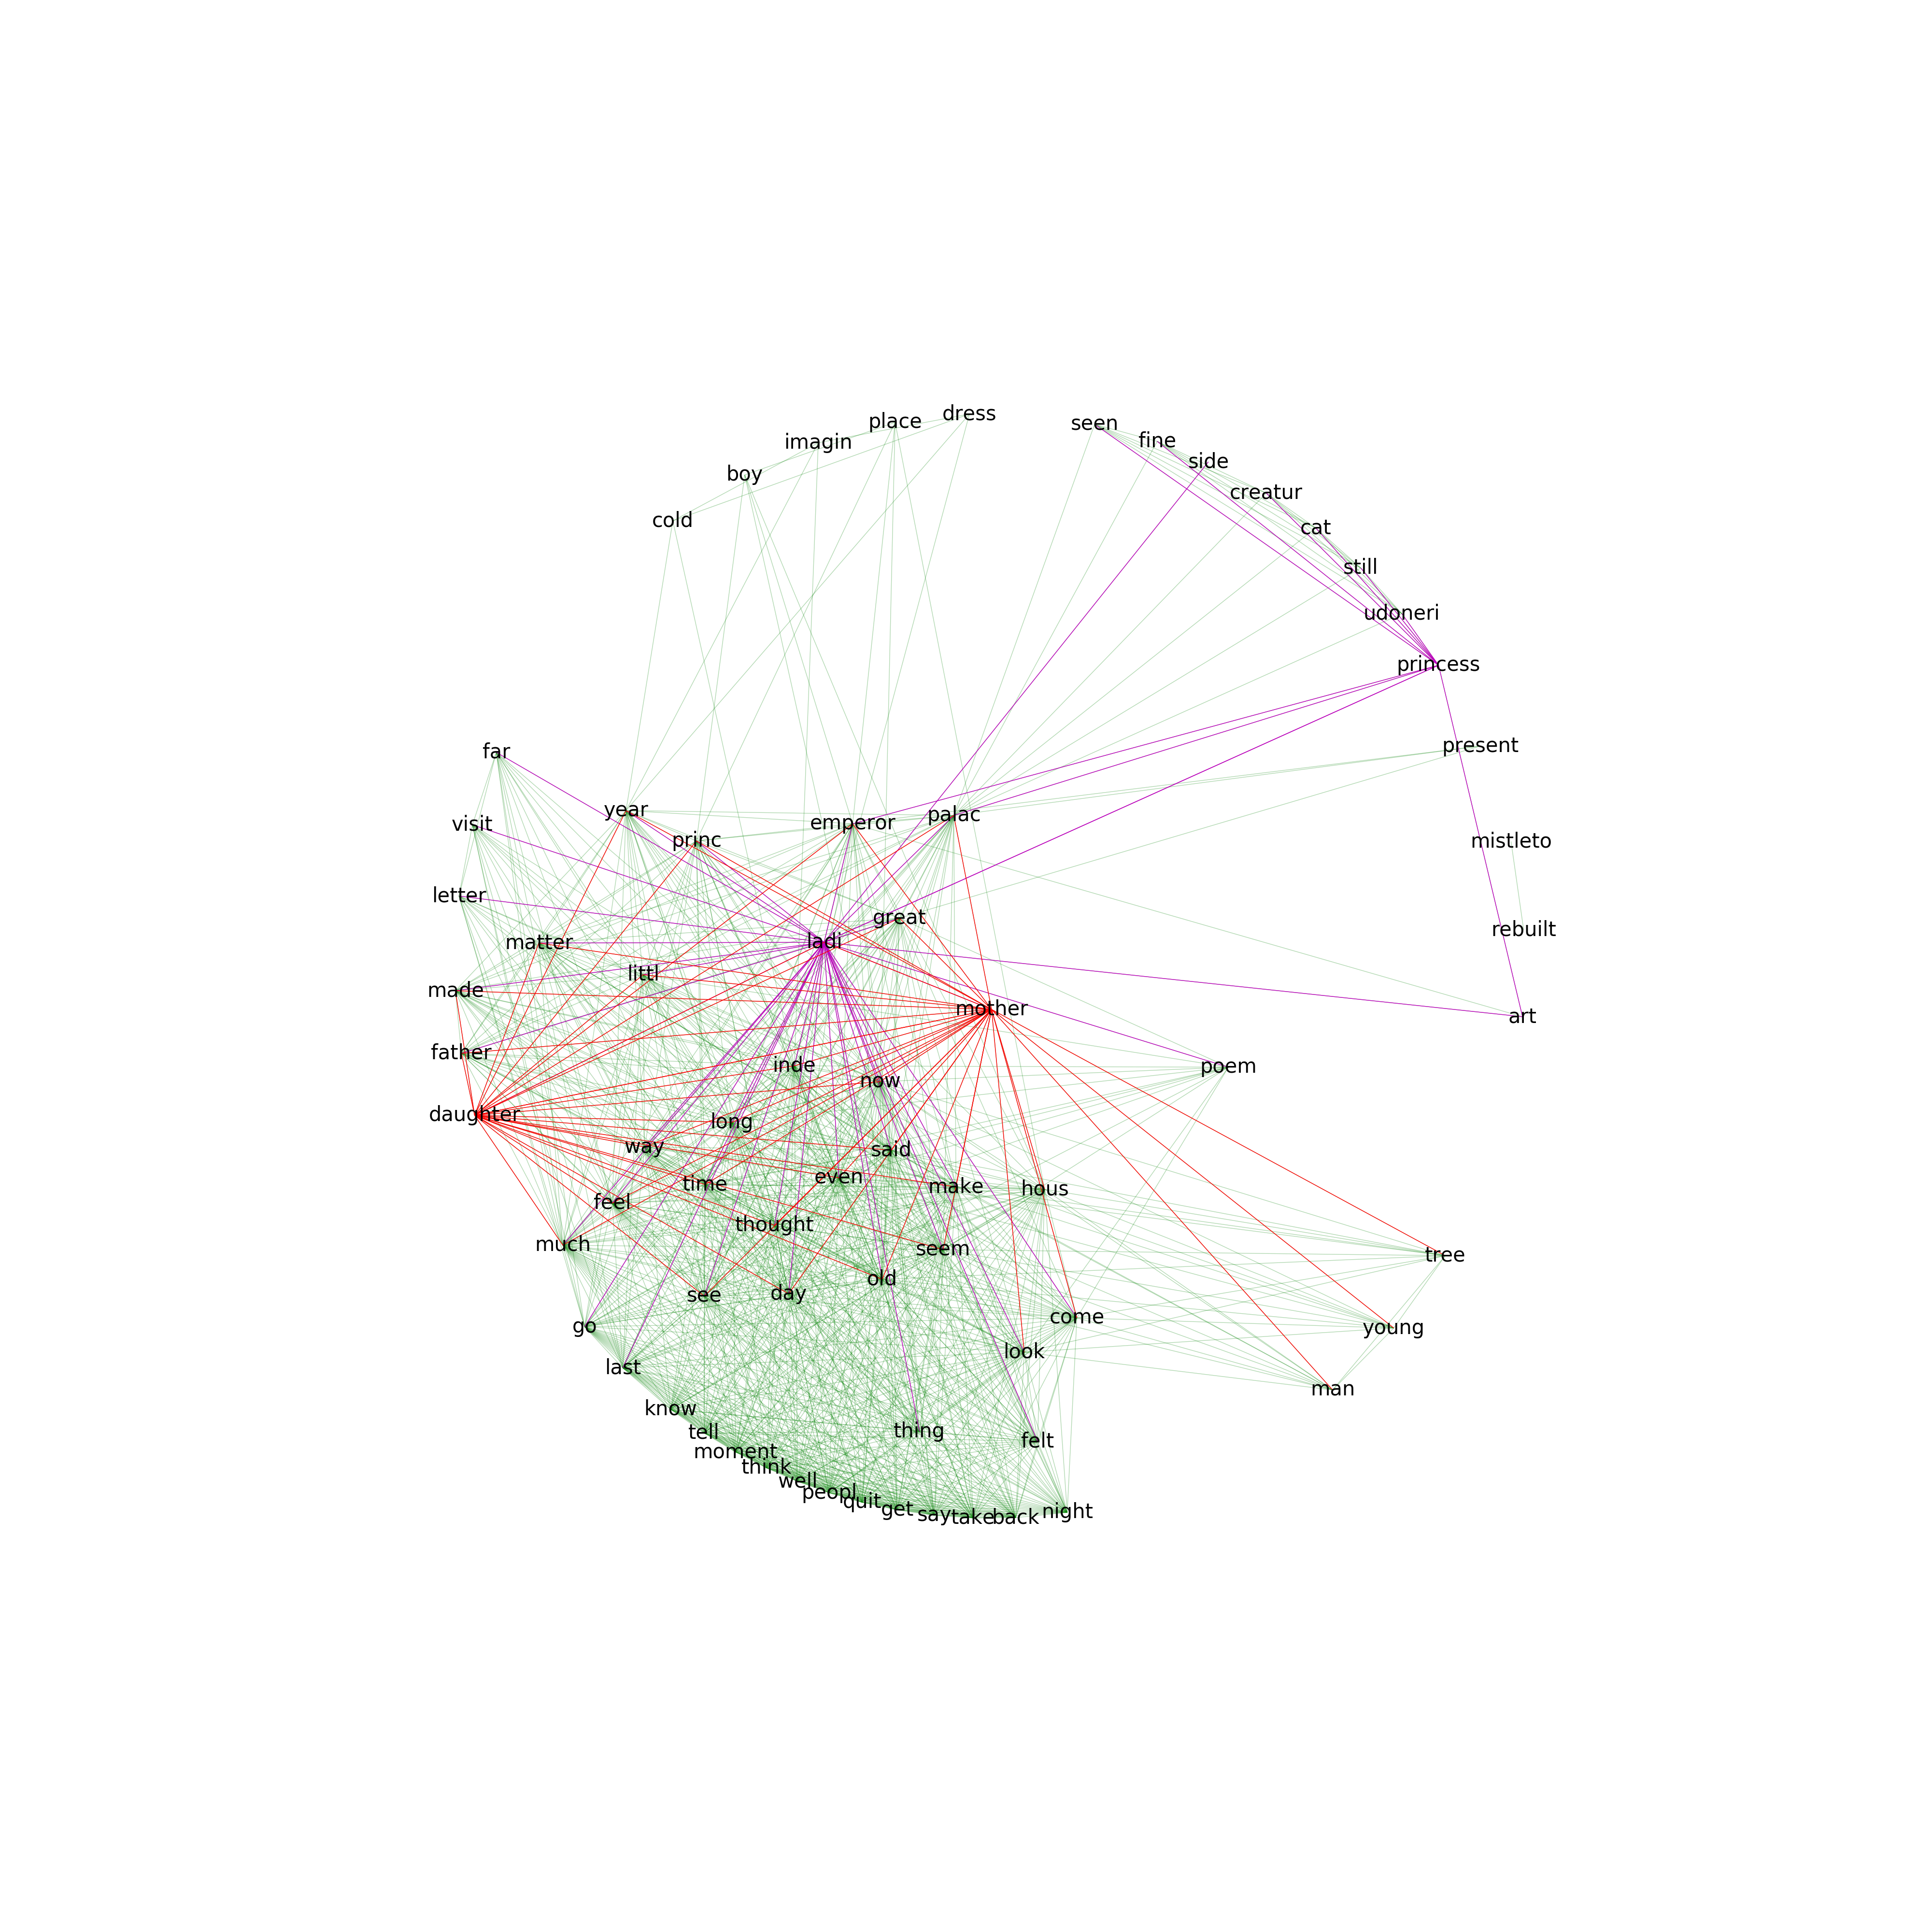 dress
place
seen
imagin
fine
side
boy
creatur
cold
cat
still
udoneri
princess
present
far
year
palac
emperor
visit
princ
mistleto
letter
great
rebuilt
ladi
matter
littl
made
mother
art
father
inde
poem
now
daughter
long
way
said
even
time
make
hous
feel
thought
much
seem
tree
old
day
see
come
go
young
look
last
man
know
thing
tell
felt
moment
think
well
peopl
quit
get
night
say
take
back